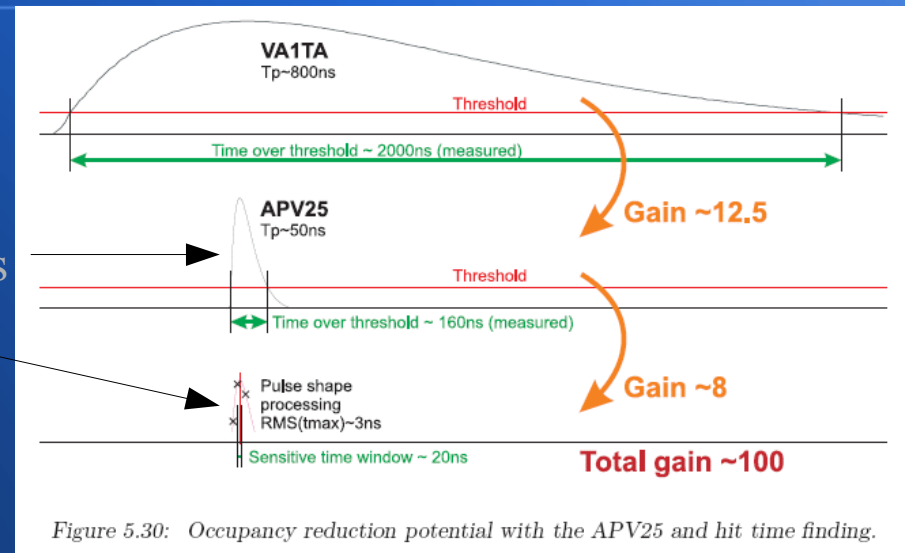 VA1TA
Tp~800ns
Threshold
Time over threshold ~ 2000ns (measured)
Gain ~12.5
APV25
Tp~50ns
s
Threshold
Time over threshold ~ 160ns (measured)
Pulse shape
processing
RMS(tmax)~3ns
Gain ~8
Sensitive time window ~ 20ns
Total gain ~100
Figure 5.30: Occupancy reduction potential with the APV25 and hit time finding.